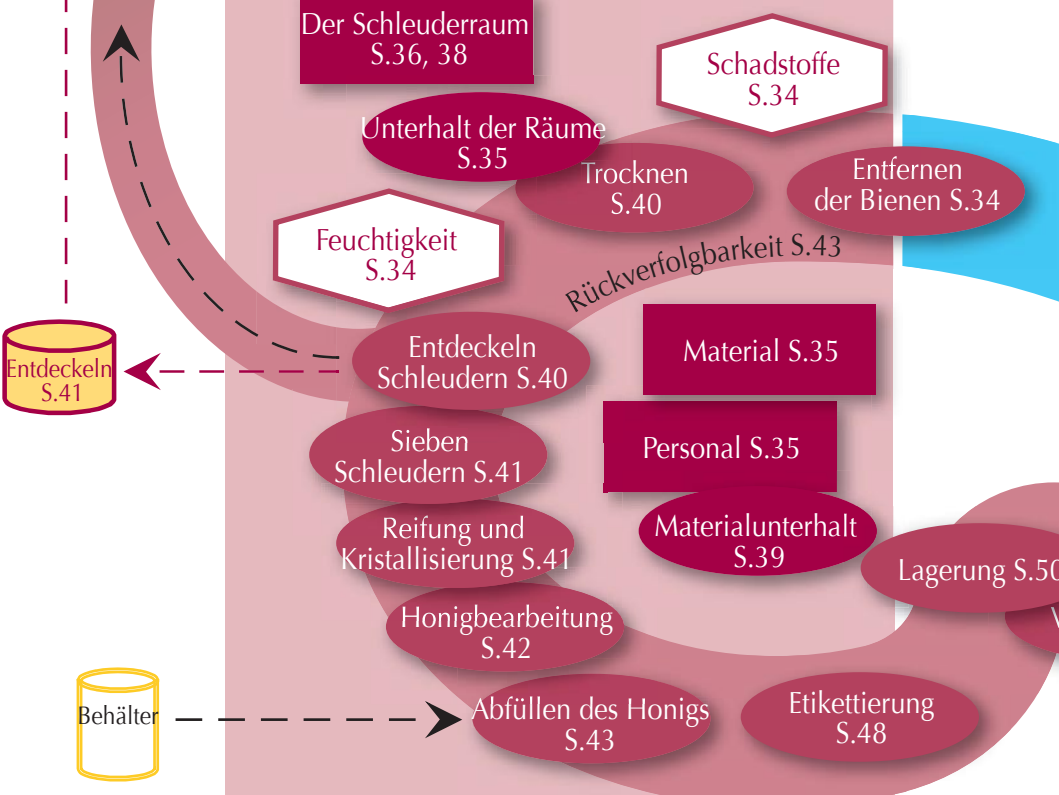 Der Schleuderraum
S.36, 38
Schadstoffe
S.34
Unterhalt der Räume
S.35
Trocknen
S.40
Entfernen
der Bienen S.34
Feuchtigkeit
S.34
Rückverfolgbarkeit S.43
Entdeckeln
Schleudern S.40
Material S.35
Entdeckeln
S.41
Sieben
Schleudern S.41
Personal S.35
Reifung und
Kristallisierung S.41
Materialunterhalt
S.39
Lagerung S.50
Honigbearbeitung
S.42
Behälter
Abfüllen des Honigs
S.43
Etikettierung
S.48